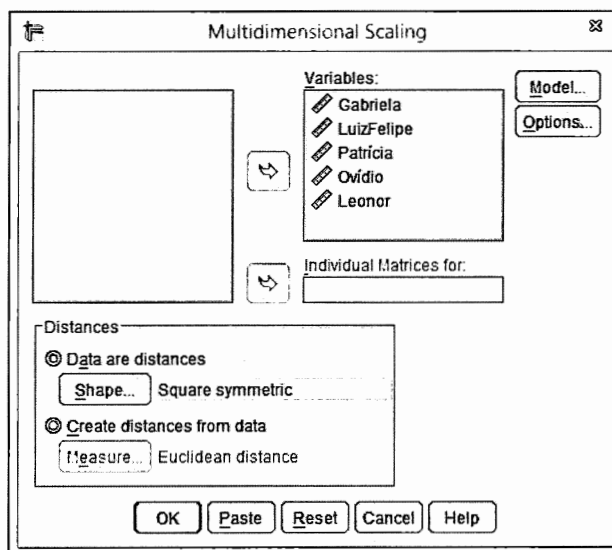 Multidimensional Scaling
Variables:
Gabriela
LuizFelipe
Patrícia
Ovídio
Leonor
Model...
Options...
Individual Matrices for:
Distances
Data are distances
Shape... Square symmetric
Create distances from data
Measure... Euclidean distance
OK Paste Reset Cancel Help